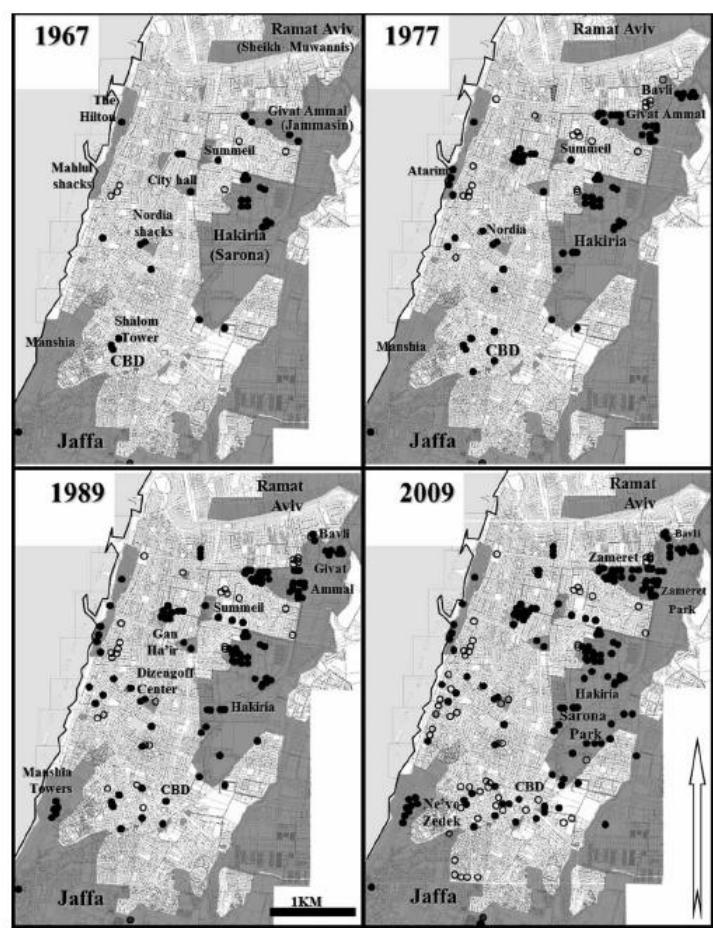 1967
Ramat Aviv
(Sheikh Muwannis)
The
Hilton
Givat Ammal
(Jammasin)
Summeil
Mahlul
shacks
City hall
Nordia
shacks
Hakiria
(Sarona)
Shalom
Tower
Manshia
CBD
Jaffa
1977
Ramat Aviv
Bavli
Givat Ammal
Summeil
Atarim
Nordia
Hakiria
Manshia
CBD
Jaffa
1989
Ramat
Aviv
Bavli
Givat
Ammal
Summeil
Gan
Ha'ir
Dizengoff
Center
Hakiria
Manshia
Towers
CBD
Jaffa
1KM
2009
Ramat
Aviv
Bavli
Zameret
Zameret
Park
Hakiria
Sarona
Park
CBD
Ne've
Zedek
Jaffa